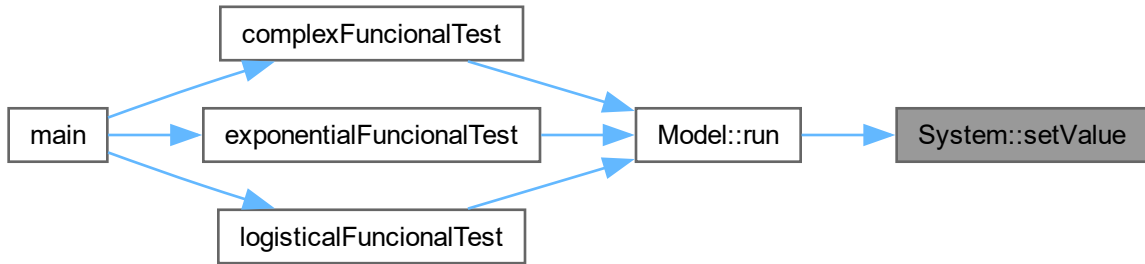 complexFuncionalTest
main
exponentialFuncionalTest
Model::run
System::setValue
logisticalFuncionalTest